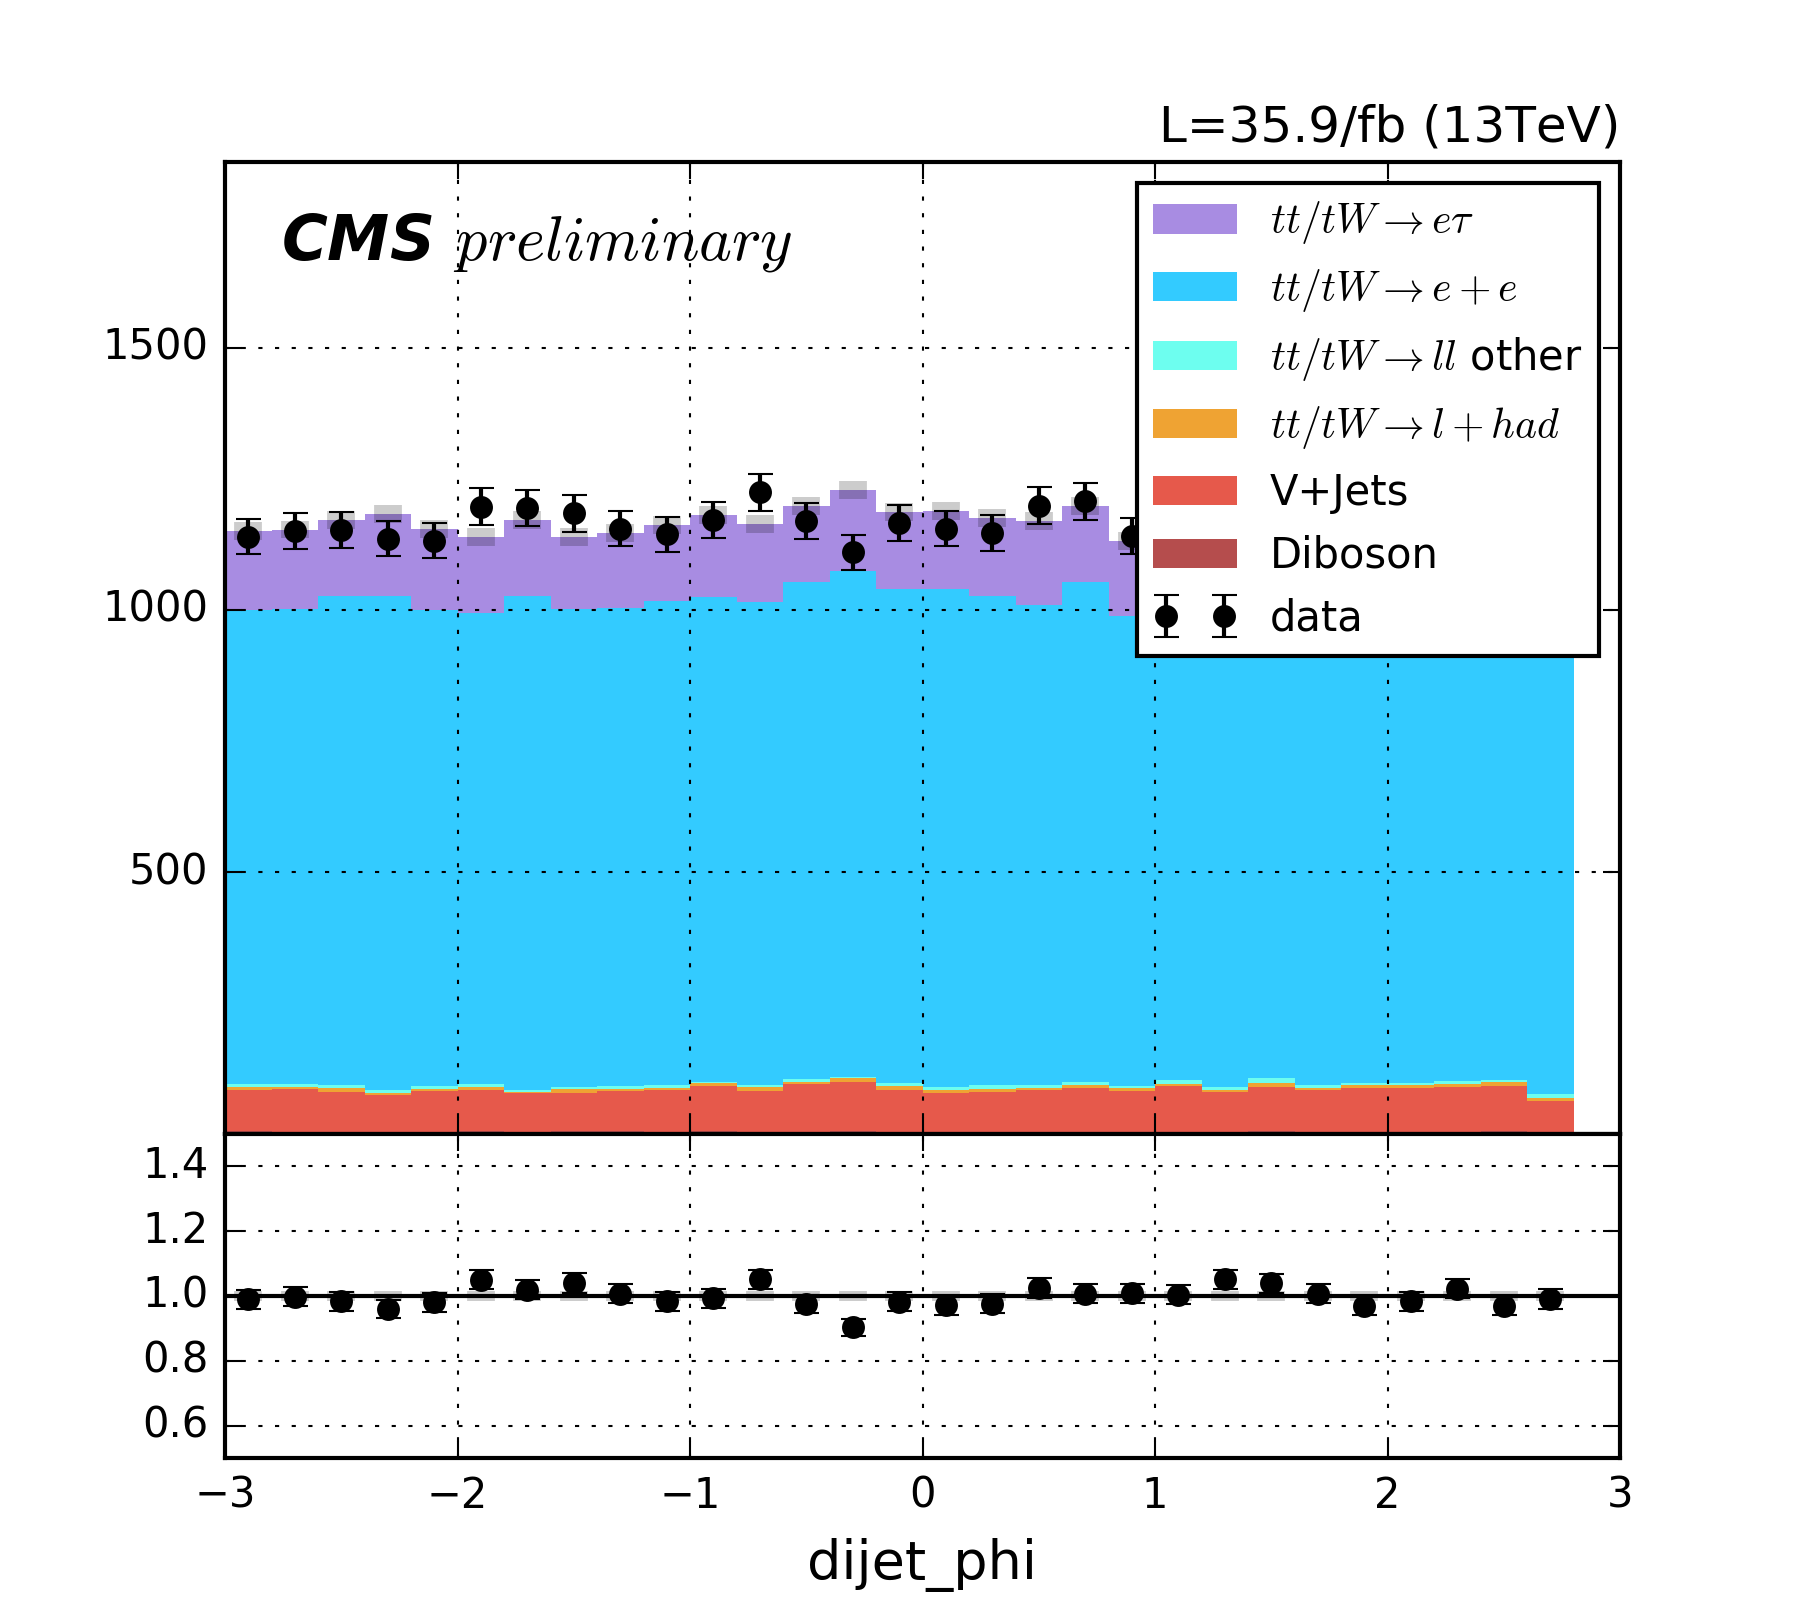 L=35.9/fb (13TeV)
CMS preliminary
tt/tW→eτ
tt/tW→e+e
tt/tW→ll other
tt/tW→l+had
V+Jets
Diboson
data
1500
1000
500
1.4
1.2
1.0
0.8
0.6
−3 −2 −1 0 1 2 3
dijet_phi